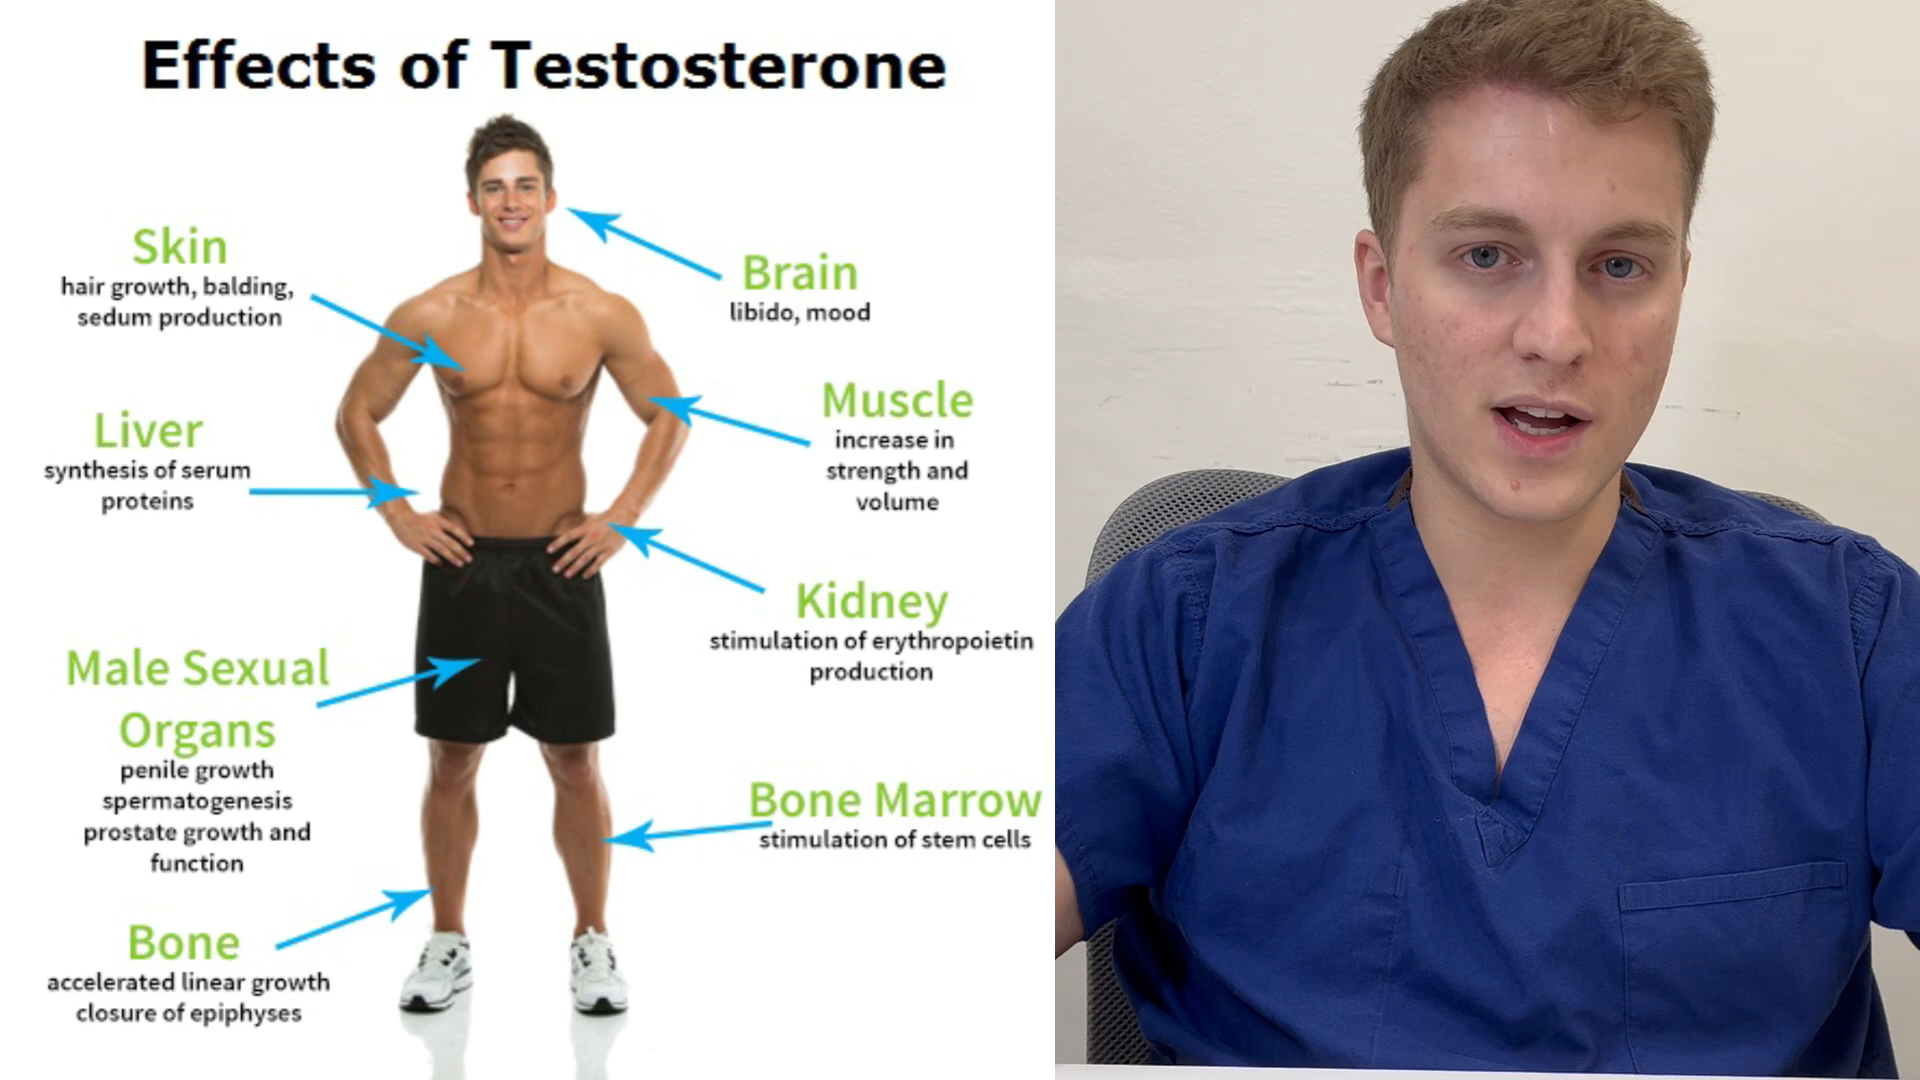 Effects of Testosterone
Skin
hair growth, balding,
sedum production
Brain
libido, mood
Liver
synthesis of serum
proteins
Muscle
increase in
strength and
volume
Kidney
stimulation of erythropoietin
production
Male Sexual
Organs
penile growth
spermatogenesis
prostate growth and
function
Bone Marrow
stimulation of stem cells
Bone
accelerated linear growth
closure of epiphyses